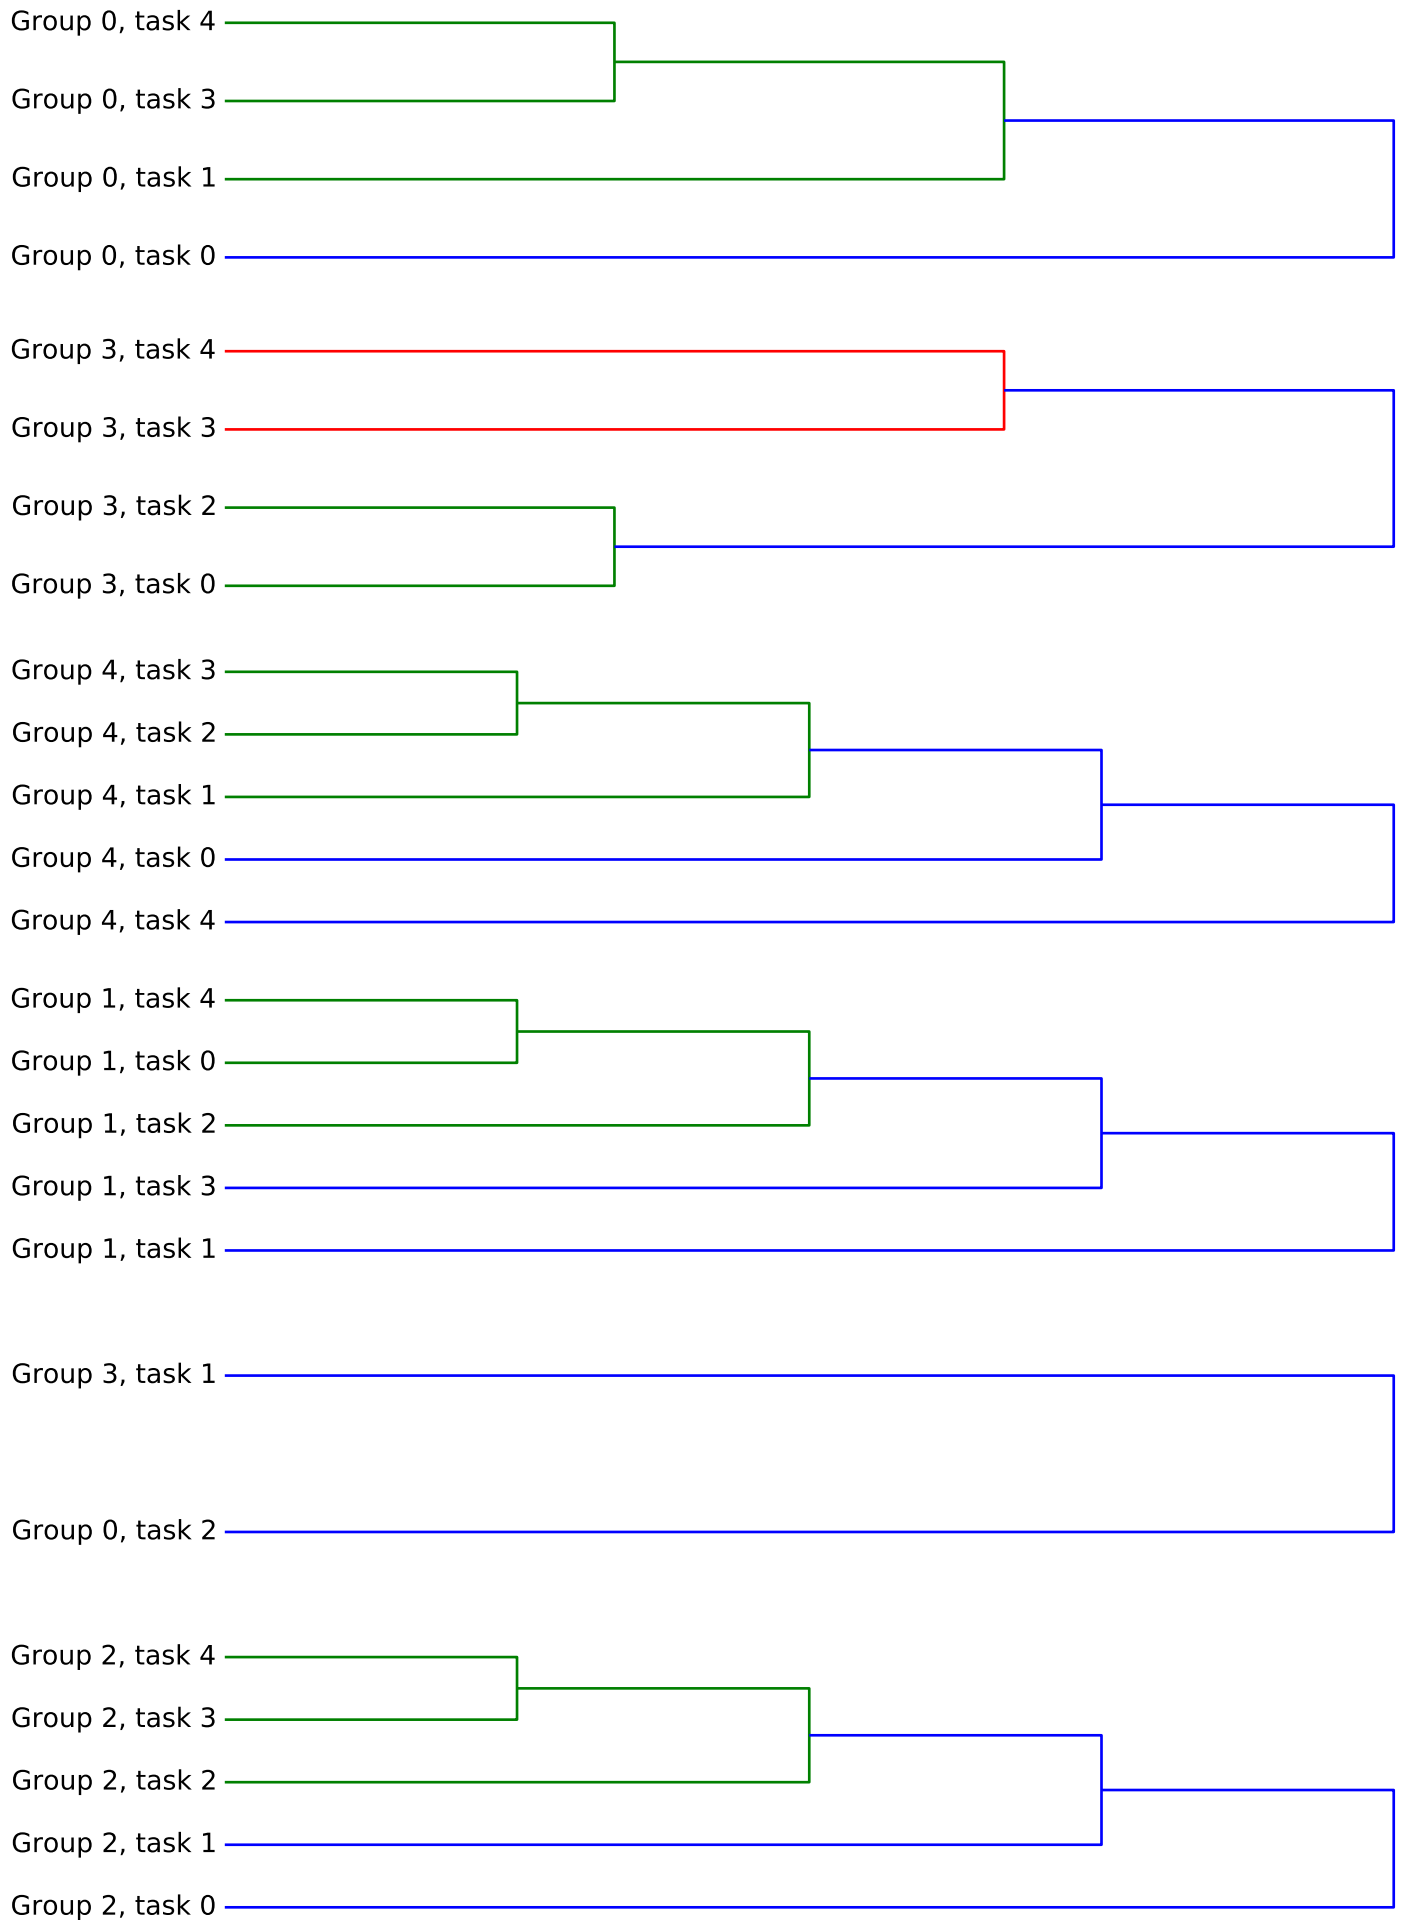 Group 0, task 4
Group 0, task 3
Group 0, task 1
Group 0, task 0
Group 3, task 4
Group 3, task 3
Group 3, task 2
Group 3, task 0
Group 4, task 3
Group 4, task 2
Group 4, task 1
Group 4, task 0
Group 4, task 4
Group 1, task 4
Group 1, task 0
Group 1, task 2
Group 1, task 3
Group 1, task 1
Group 3, task 1
Group 0, task 2
Group 2, task 4
Group 2, task 3
Group 2, task 2
Group 2, task 1
Group 2, task 0